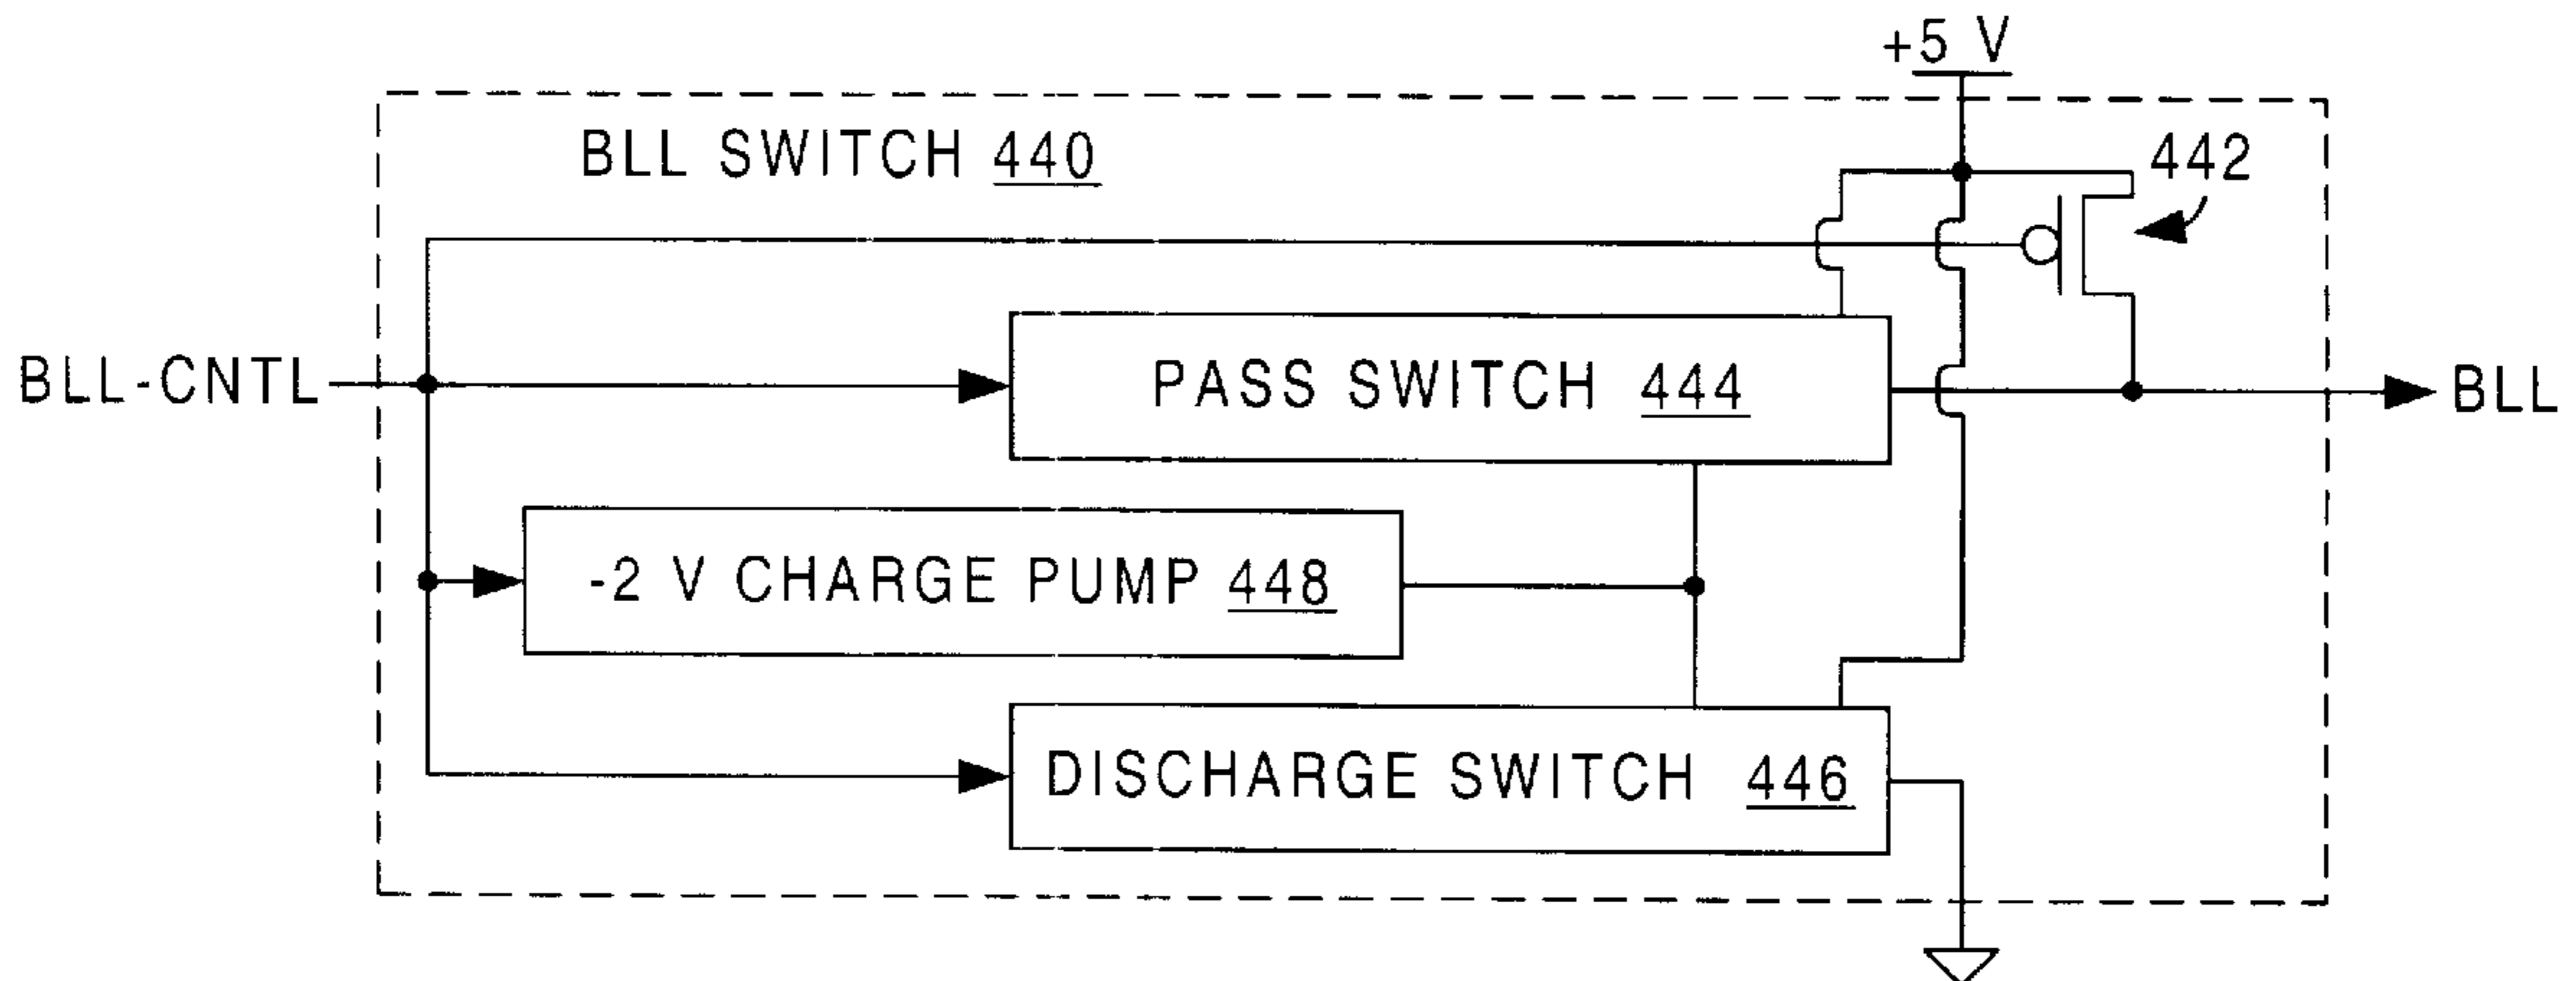 +5 V
BLL SWITCH 440
442
BLL-CNTL
PASS SWITCH 444
BLL
-2 V CHARGE PUMP 448
DISCHARGE SWITCH 446